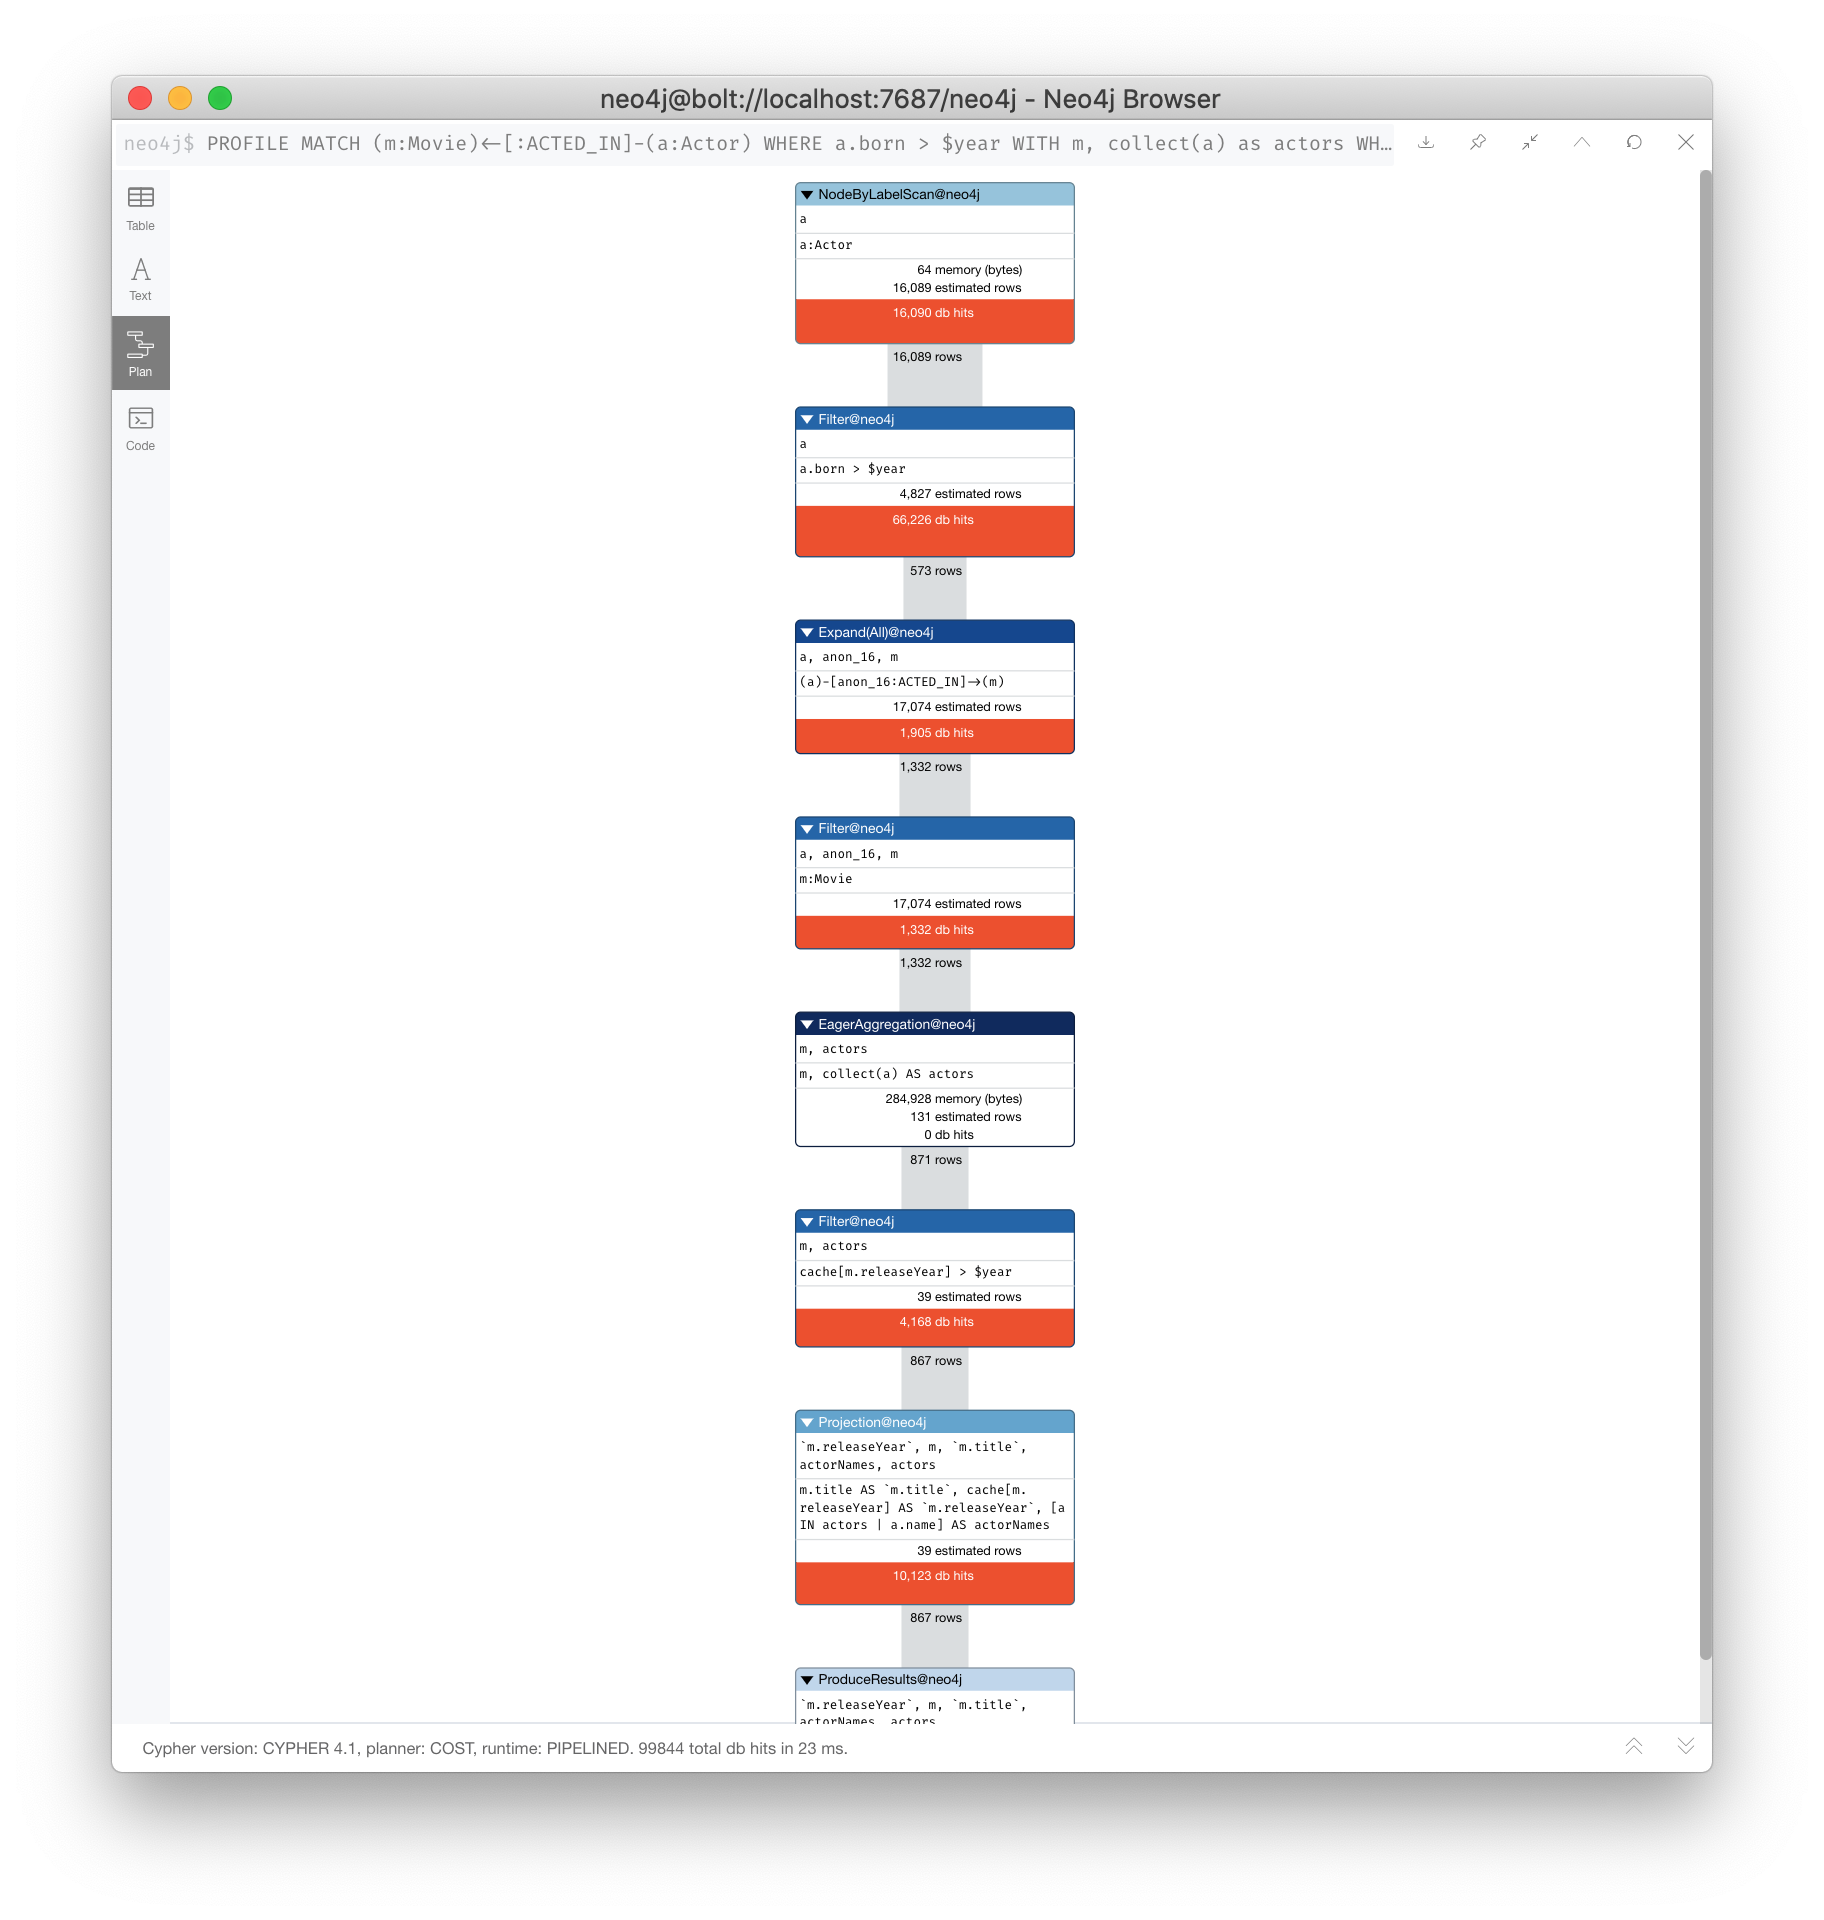 neo4j@bolt://localhost:7687/neo4j - Neo4j Browser
neo4j$ PROFILE MATCH (m:Movie)←[:ACTED_IN]-(a:Actor) WHERE a.born > $year WITH m, collect(a) as actors WH…
Table
Text
Plan
Code
NodeByLabelScan@neo4j
a
a:Actor
64 memory (bytes)
16,089 estimated rows
16,090 db hits
16,089 rows
Filter@neo4j
a
a.born > $year
4,827 estimated rows
66,226 db hits
573 rows
Expand(All)@neo4j
a, anon_16, m
(a)-[anon_16:ACTED_IN]→(m)
17,074 estimated rows
1,905 db hits
1,332 rows
Filter@neo4j
a, anon_16, m
m:Movie
17,074 estimated rows
1,332 db hits
1,332 rows
EagerAggregation@neo4j
m, actors
m, collect(a) AS actors
284,928 memory (bytes)
131 estimated rows
0 db hits
871 rows
Filter@neo4j
m, actors
cache[m.releaseYear] > $year
39 estimated rows
4,168 db hits
867 rows
Projection@neo4j
`m.releaseYear`, m, `m.title`,
actorNames, actors
m.title AS `m.title`, cache[m.
releaseYear] AS `m.releaseYear`, [a
IN actors | a.name] AS actorNames
39 estimated rows
10,123 db hits
867 rows
ProduceResults@neo4j
`m.releaseYear`, m, `m.title`,
actorNames, actors
Cypher version: CYPHER 4.1, planner: COST, runtime: PIPELINED. 99844 total db hits in 23 ms.